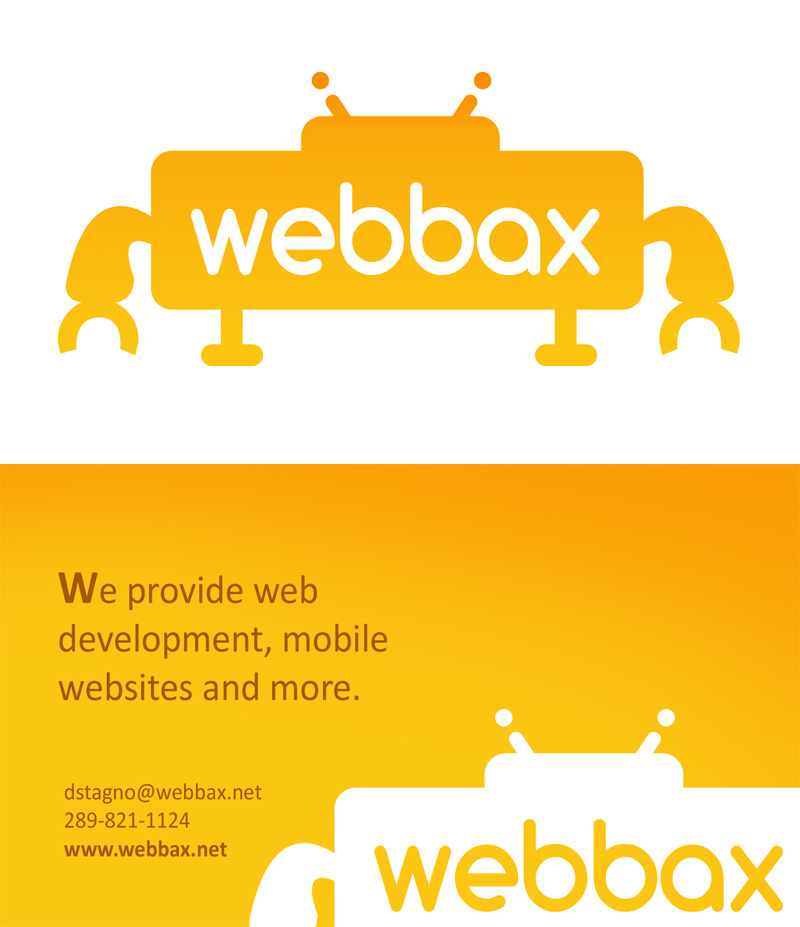 webbax
We provide web
development, mobile
websites and more.
dstagno@webbax.net
289-821-1124
www.webbax.net
webbax